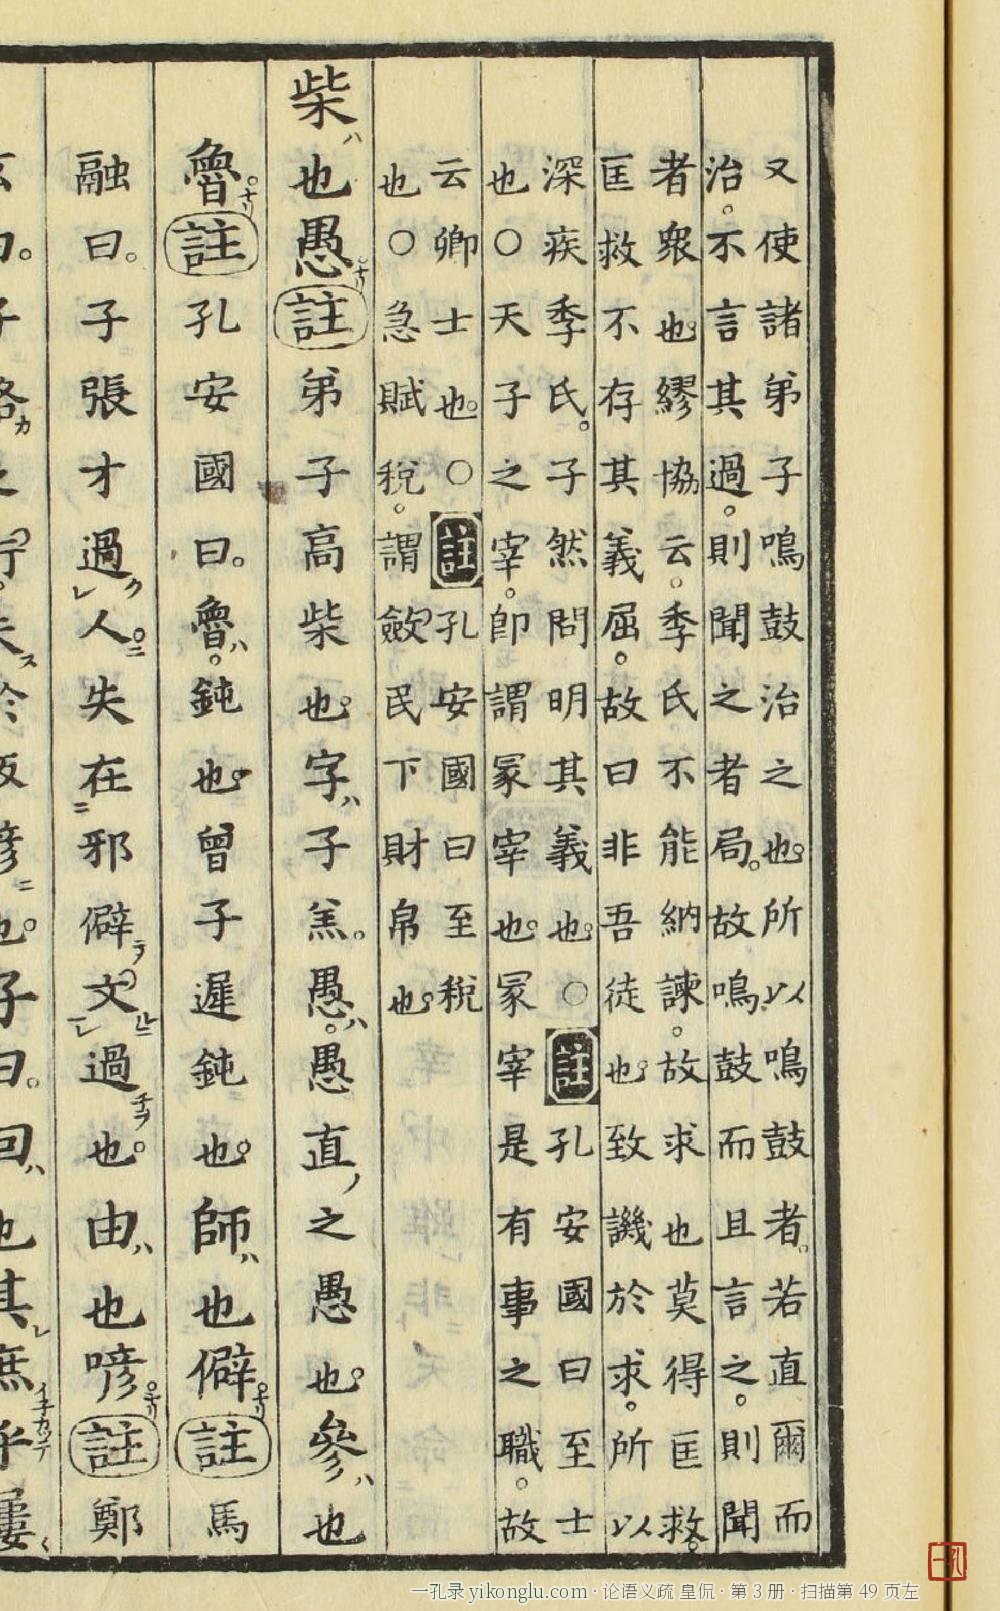 又使諸弟子鳴鼓治之也所以鳴鼓者若直爾而
治不言其過則聞之者局故鳴鼓而且言之則聞
者衆也繆協云季氏不能納諫故求也莫得匡救
匡救不存其義屈故曰非吾徒也致譏於求所以
深疾季氏子然問明其義也○註孔安國曰至士
也○天子之宰即謂冢宰也冢宰是有事之職故
云卿士也○註孔安國曰至稅
也○急賦稅謂斂民下財帛也
柴也愚註弟子高柴也字子羔愚愚直之愚也參也
魯註孔安國曰魯鈍也曾子遲鈍也師也僻註馬
融曰子張才過人失在邪僻文過也由也喭註鄭
一孔录 yikonglu.com · 论语义疏 皇侃 · 第 3 册 · 扫描第 49 页左